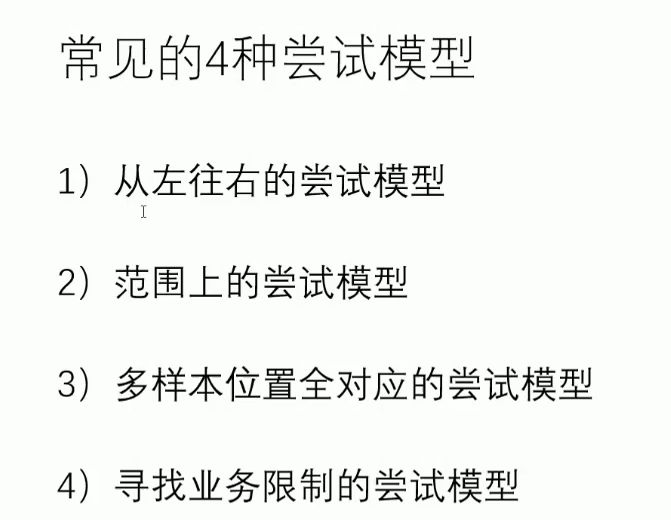 常见的4种尝试模型
1）从左往右的尝试模型
2）范围上的尝试模型
3）多样本位置全对应的尝试模型
4）寻找业务限制的尝试模型